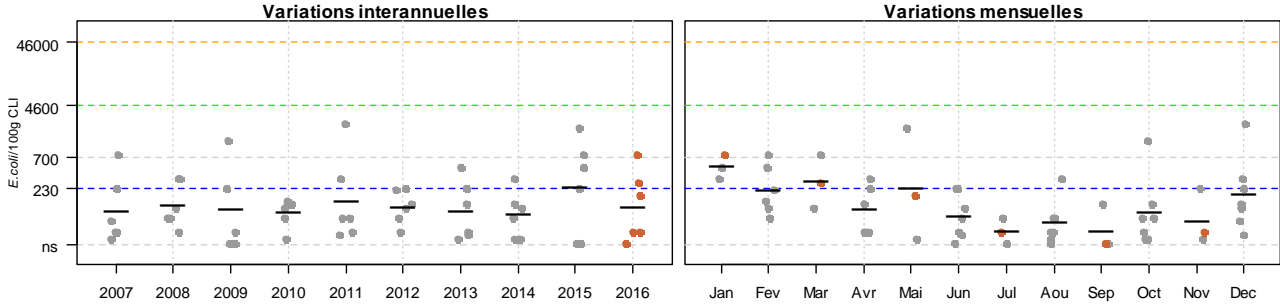 Variations interannuelles
Variations mensuelles
E.coli/100g CLI
46000
4600
700
230
ns
2007 2008 2009 2010 2011 2012 2013 2014 2015 2016
Jan Fev Mar Avr Mai Jun Jul Aou Sep Oct Nov Dec